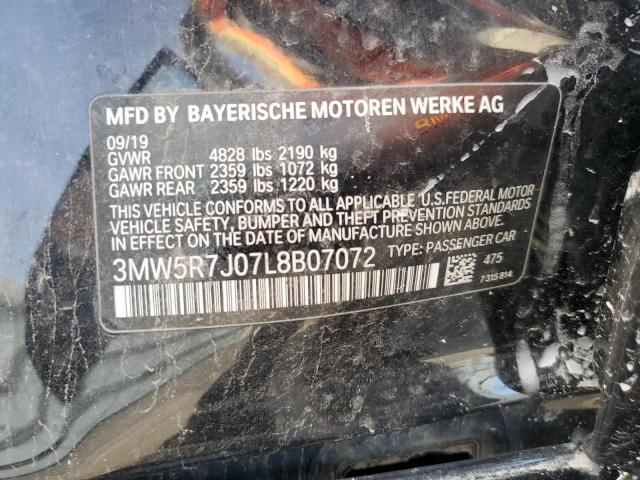 MFD BY BAYERISCHE MOTOREN WERKE AG
09/19
GVWR 4828 lbs 2190 kg
GAWR FRONT 2359 lbs 1072 kg
GAWR REAR 2359 lbs 1220 kg
THIS VEHICLE CONFORMS TO ALL APPLICABLE U.S.FEDERAL MOTOR
VEHICLE SAFETY, BUMPER AND THEFT PREVENTION STANDARDS
IN EFFECT ON THE DATE OF MANUFACTURE SHOWN ABOVE.
3MW5R7J07L8B07072 TYPE: PASSENGER CAR
475
7315814